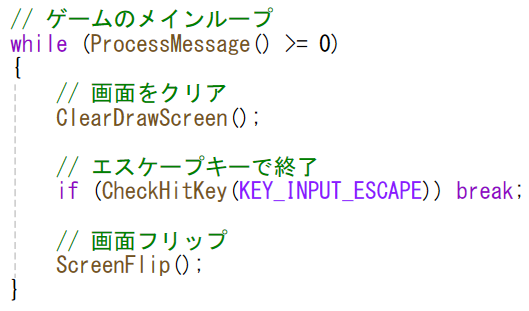 // ゲームのメインループ
while (ProcessMessage() >= 0)
{
// 画面をクリア
ClearDrawScreen();
// エスケープキーで終了
if (CheckHitKey(KEY_INPUT_ESCAPE)) break;
// 画面フリップ
ScreenFlip();
}